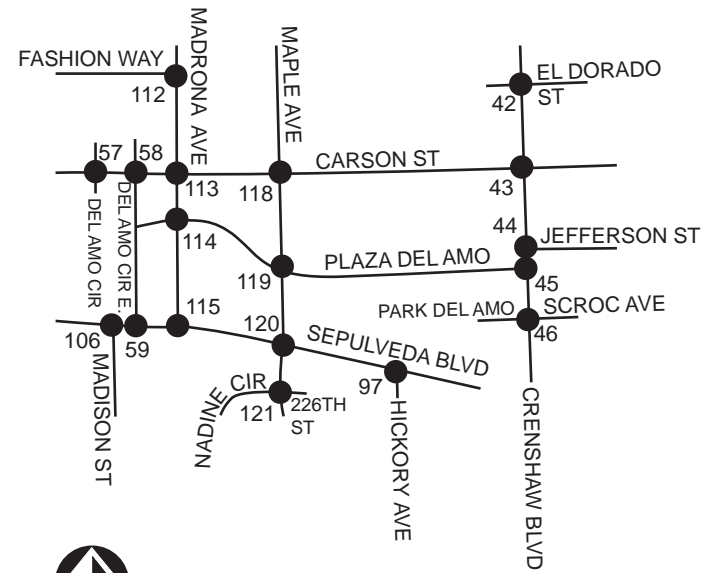 FASHION WAY
112
MADRONA AVE
MAPLE AVE
EL DORADO
ST
42
57
58
CARSON ST
113
118
43
DEL AMO CIR
DEL AMO CIR E.
114
44
JEFFERSON ST
119
PLAZA DEL AMO
45
115
120
PARK DEL AMO
SCROC AVE
46
106
59
SEPULVEDA BLVD
MADISON ST
NADINE CIR
121
226TH
ST
97
HICKORY AVE
CRENSHAW BLVD